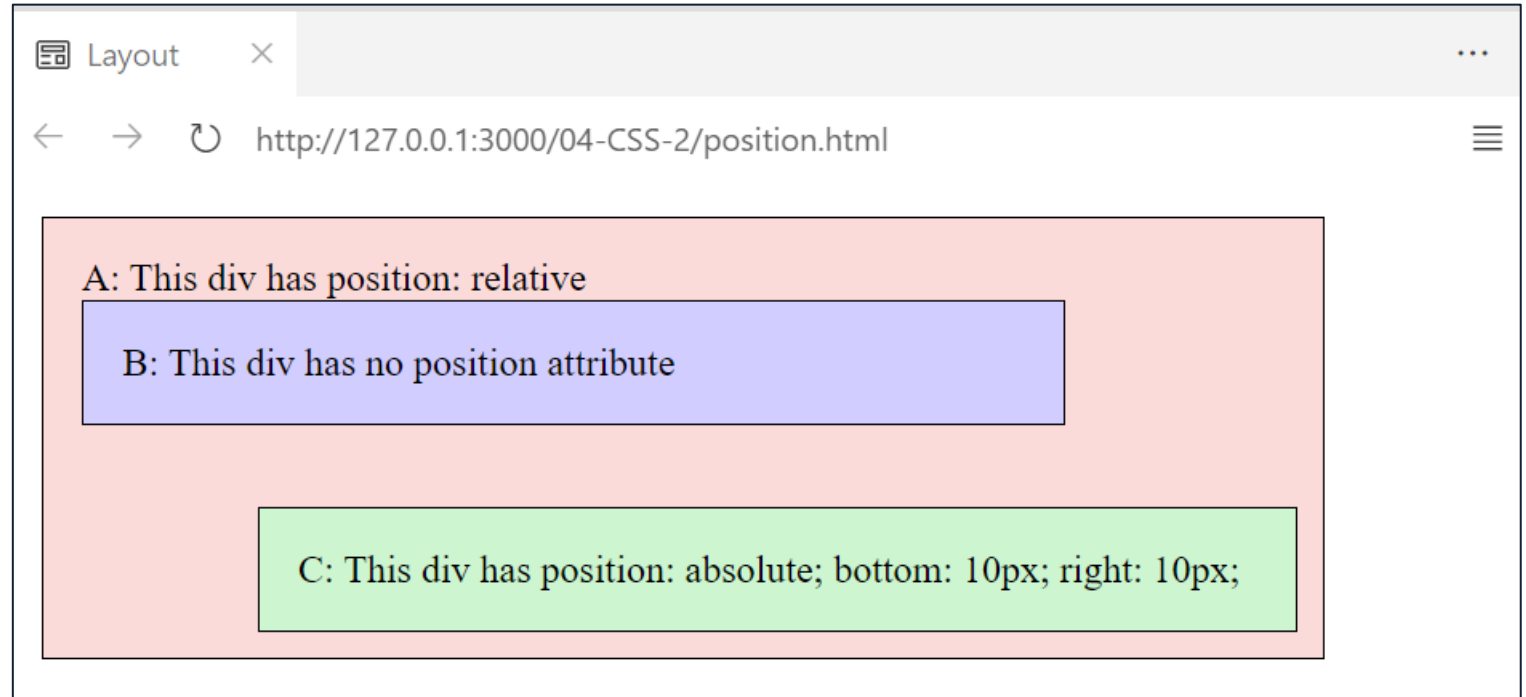 Layout
http://127.0.0.1:3000/04-CSS-2/position.html
A: This div has position: relative
B: This div has no position attribute
C: This div has position: absolute; bottom: 10px; right: 10px;